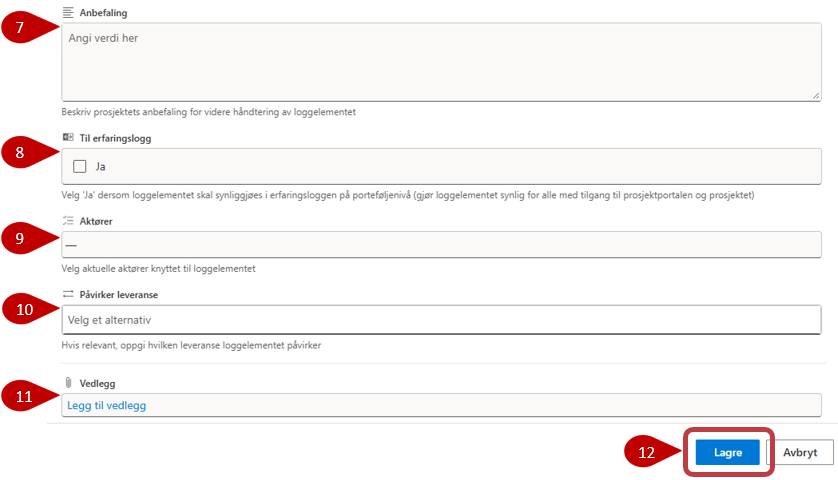 Anbefaling
7
Angi verdi her
Beskriv prosjektets anbefaling for videre håndtering av loggelementet
Til erfaringslogg
8
Ja
Velg 'Ja' dersom loggelementet skal synliggjøes i erfaringsloggen på porteføljenivå (gjør loggelementet synlig for alle med tilgang til prosjektportalen og prosjektet)
Aktører
9
—
Velg aktuelle aktører knyttet til loggelementet
Påvirker leveranse
10
Velg et alternativ
Hvis relevant, oppgi hvilken leveranse loggelementet påvirker
Vedlegg
11
Legg til vedlegg
12
Lagre
Avbryt